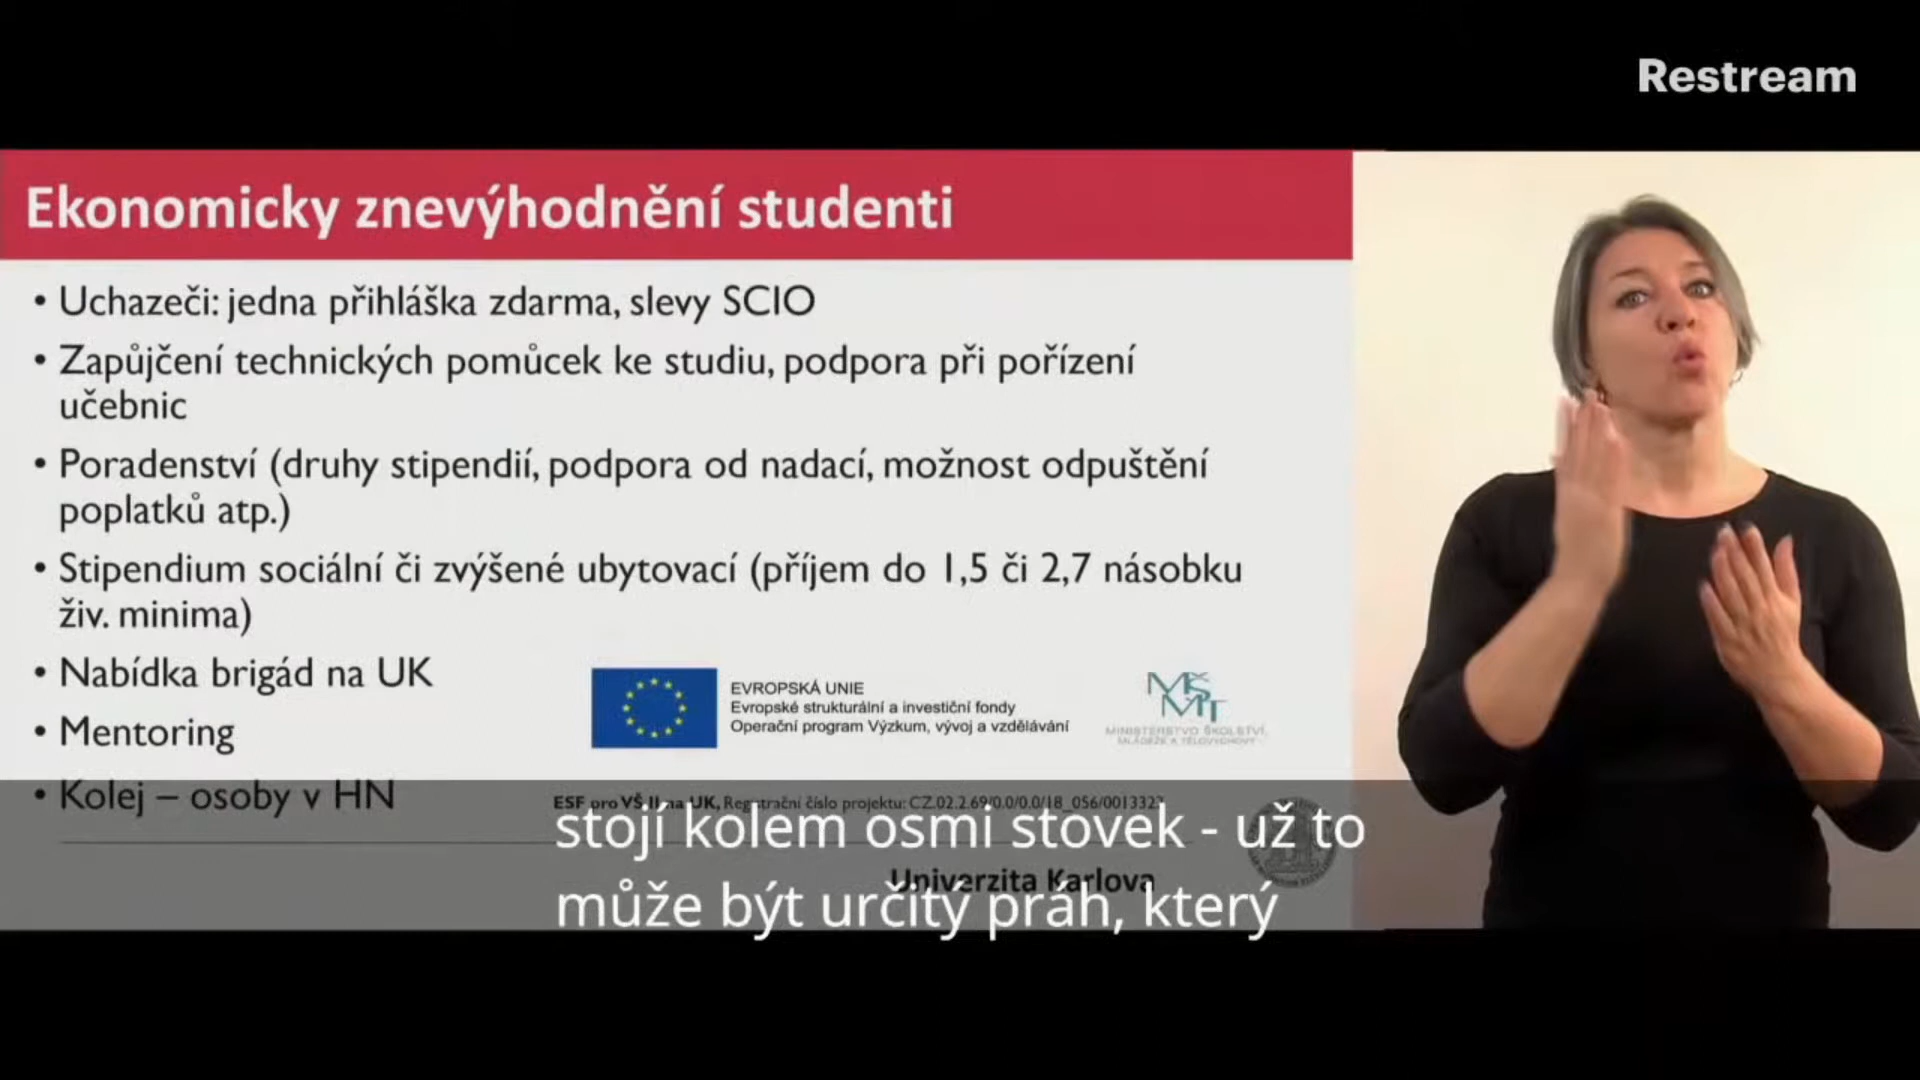 Restream
Ekonomicky znevýhodnění studenti
• Uchazeči: jedna přihláška zdarma, slevy SCIO
• Zapůjčení technických pomůcek ke studiu, podpora při pořízení
učebnic
• Poradenství (druhy stipendií, podpora od nadací, možnost odpuštění
poplatků atp.)
• Stipendium sociální či zvýšené ubytovací (příjem do 1,5 či 2,7 násobku
živ. minima)
• Nabídka brigád na UK
• Mentoring
• Kolej – osoby v HN
EVROPSKÁ UNIE
Evropské strukturální a investiční fondy
Operační program Výzkum, vývoj a vzdělávání
MŠMT
MINISTERSTVO ŠKOLSTVÍ,
MLÁDEŽE A TĚLOVÝCHOVY
ESF pro VŠ II na UK, Registrační číslo projektu: CZ.02.2.69/0.0/0.0/18_056/0013322
Univerzita Karlova
stojí kolem osmi stovek - už to
může být určitý práh, který